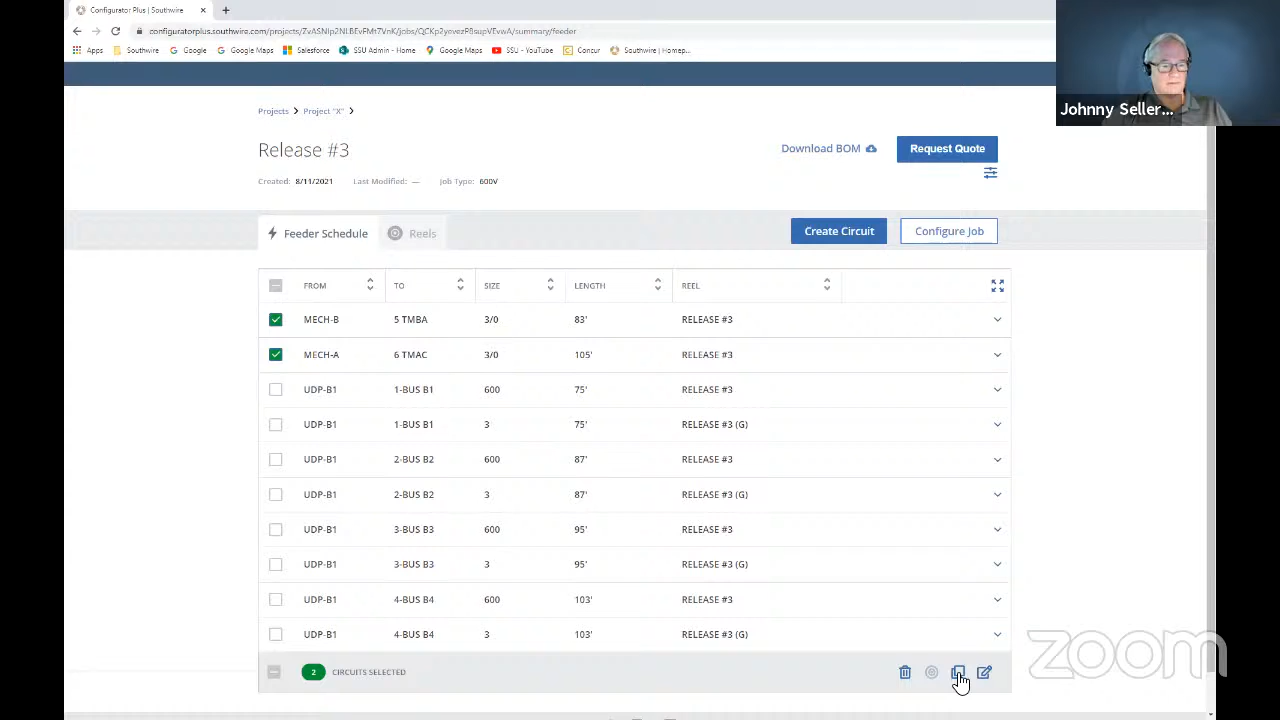 Configurator Plus | Southwire
configuratorplus.southwire.com/projects/
/summary/feeder
Apps Southwire Google Google Maps Salesforce SSU Admin - Home Google Maps SSU - YouTube Concur Southwire | Homep...
Johnny Seller...
Projects Project "X"
Release #3
Download BOM
Request Quote
Created: 8/11/2021 Last Modified: — Job Type: 600V
Feeder Schedule Reels Create Circuit Configure Job
FROM TO SIZE LENGTH REEL
MECH-B 5 TMBA 3/0 83' RELEASE #3
MECH-A 6 TMAC 3/0 105' RELEASE #3
UDP-B1 1-BUS B1 600 75' RELEASE #3
UDP-B1 1-BUS B1 3 75' RELEASE #3 (G)
UDP-B1 2-BUS B2 600 87' RELEASE #3
UDP-B1 2-BUS B2 3 87' RELEASE #3 (G)
UDP-B1 3-BUS B3 600 95' RELEASE #3
UDP-B1 3-BUS B3 3 95' RELEASE #3 (G)
UDP-B1 4-BUS B4 600 103' RELEASE #3
UDP-B1 4-BUS B4 3 103' RELEASE #3 (G)
2 CIRCUITS SELECTED
zoom